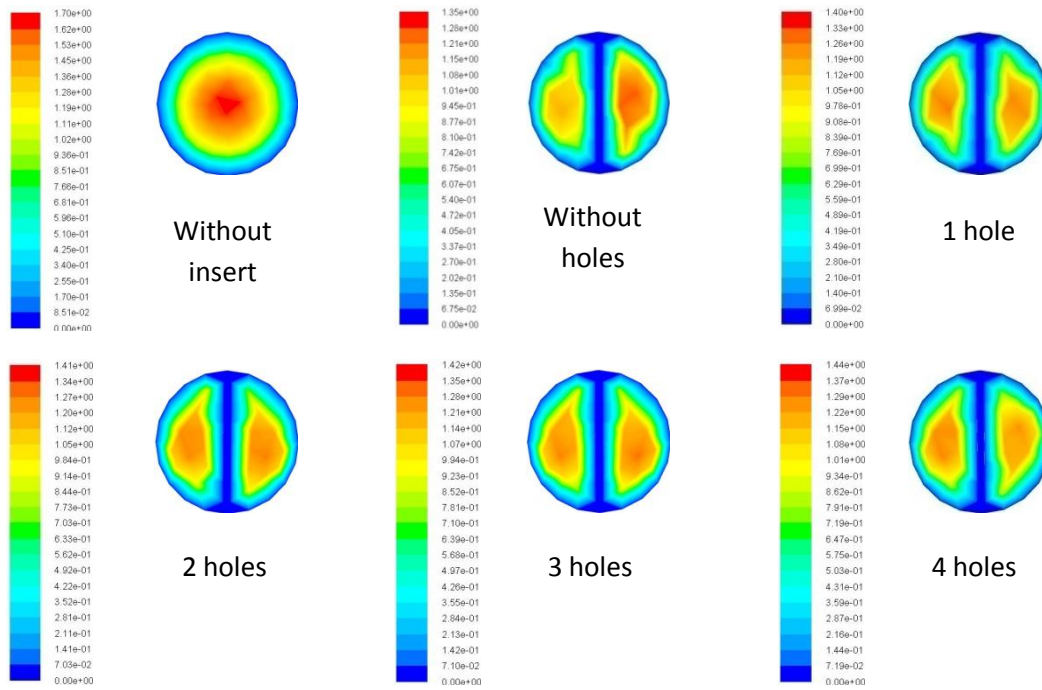 1.70e+00
1.62e+00
1.53e+00
1.45e+00
1.36e+00
1.28e+00
1.19e+00
1.11e+00
1.02e+00
9.36e-01
8.51e-01
7.66e-01
6.81e-01
5.96e-01
5.10e-01
4.25e-01
3.40e-01
2.55e-01
1.70e-01
8.51e-02
0.00e+00
Without
insert
1.35e+00
1.28e+00
1.21e+00
1.15e+00
1.08e+00
1.01e+00
9.45e-01
8.77e-01
8.10e-01
7.42e-01
6.75e-01
6.07e-01
5.40e-01
4.72e-01
4.05e-01
3.37e-01
2.70e-01
2.02e-01
1.35e-01
6.75e-02
0.00e+00
Without
holes
1.40e+00
1.33e+00
1.26e+00
1.19e+00
1.12e+00
1.05e+00
9.78e-01
9.08e-01
8.39e-01
7.69e-01
6.99e-01
6.29e-01
5.59e-01
4.89e-01
4.19e-01
3.49e-01
2.80e-01
2.10e-01
1.40e-01
6.99e-02
0.00e+00
1 hole
1.41e+00
1.34e+00
1.27e+00
1.20e+00
1.12e+00
1.05e+00
9.84e-01
9.14e-01
8.44e-01
7.73e-01
7.03e-01
6.33e-01
5.62e-01
4.92e-01
4.22e-01
3.52e-01
2.81e-01
2.11e-01
1.41e-01
7.03e-02
0.00e+00
2 holes
1.42e+00
1.35e+00
1.28e+00
1.21e+00
1.14e+00
1.07e+00
9.94e-01
9.23e-01
8.52e-01
7.81e-01
7.10e-01
6.39e-01
5.68e-01
4.97e-01
4.26e-01
3.55e-01
2.84e-01
2.13e-01
1.42e-01
7.10e-02
0.00e+00
3 holes
1.44e+00
1.37e+00
1.29e+00
1.22e+00
1.15e+00
1.08e+00
1.01e+00
9.34e-01
8.62e-01
7.91e-01
7.19e-01
6.47e-01
5.75e-01
5.03e-01
4.31e-01
3.59e-01
2.87e-01
2.16e-01
1.44e-01
7.19e-02
0.00e+00
4 holes